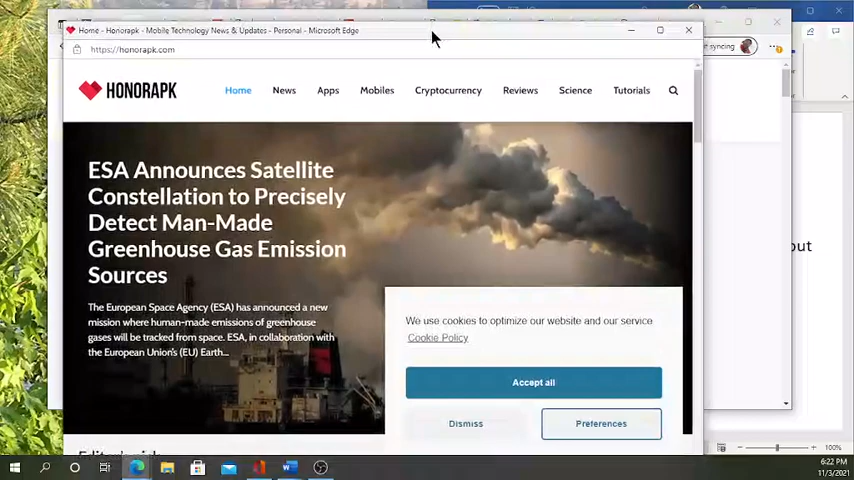 Home - Honorapk - Mobile Technology News & Updates - Personal - Microsoft Edge
https://honorapk.com
syncing
HONORAPK
Home News Apps Mobiles Cryptocurrency Reviews Science Tutorials
ESA Announces Satellite
Constellation to Precisely
Detect Man-Made
Greenhouse Gas Emission
Sources
The European Space Agency (ESA) has announced a new
mission where human-made emissions of greenhouse
gases will be tracked from space. ESA, in collaboration with
the European Union's (EU) Earth...
We use cookies to optimize our website and our service
Cookie Policy
Accept all
Dismiss Preferences
out
100%
6:22 PM
11/3/2021